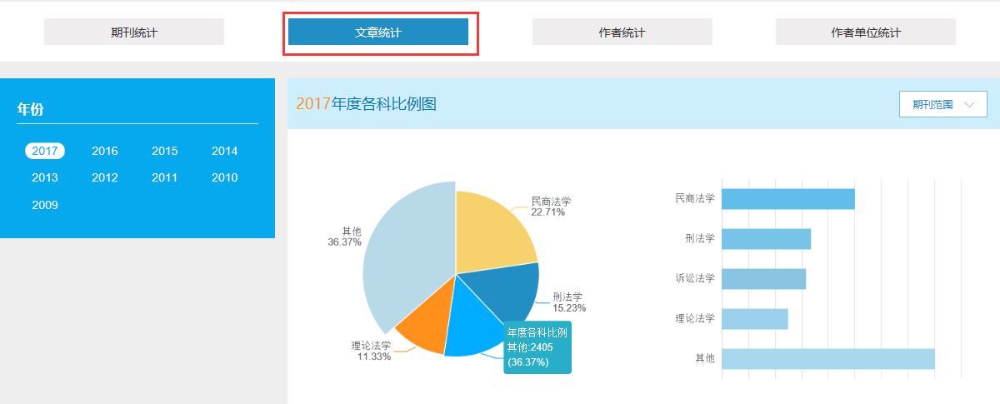 期刊统计
文章统计
作者统计
作者单位统计
年份
2017 2016 2015 2014
2013 2012 2011 2010
2009
2017年度各科比例图
期刊范围
民商法学
22.71%
其他
36.37%
刑法学
15.23%
年度各科比例
其他:2405
(36.37%)
理论法学
11.33%
民商法学
刑法学
诉讼法学
理论法学
其他